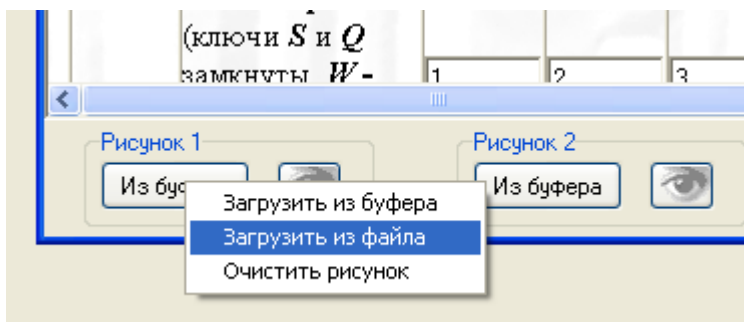 (ключи S и Q
замкнуты, W-
1 2 3
Рисунок 1 Рисунок 2
Из Из буфера
Загрузить из буфера
Загрузить из файла
Очистить рисунок